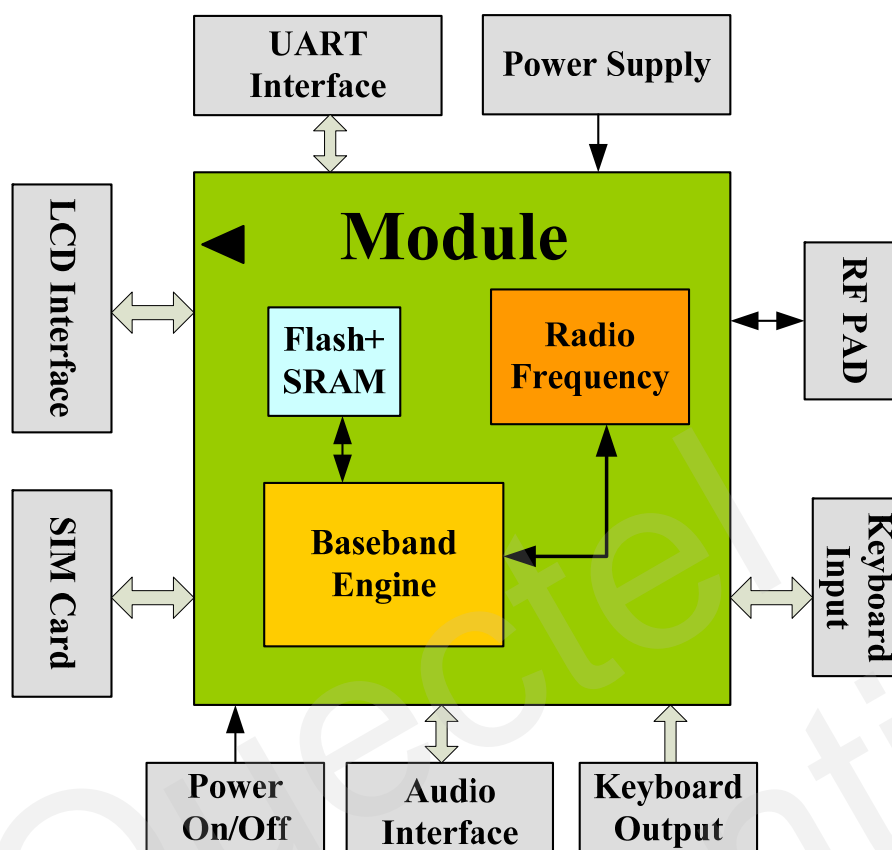 UART
Interface
Power Supply
LCD Interface
Module
RF PAD
Flash+
SRAM
Radio
Frequency
SIM Card
Baseband
Engine
Keyboard
Input
Power
On/Off
Audio
Interface
Keyboard
Output
Quectel